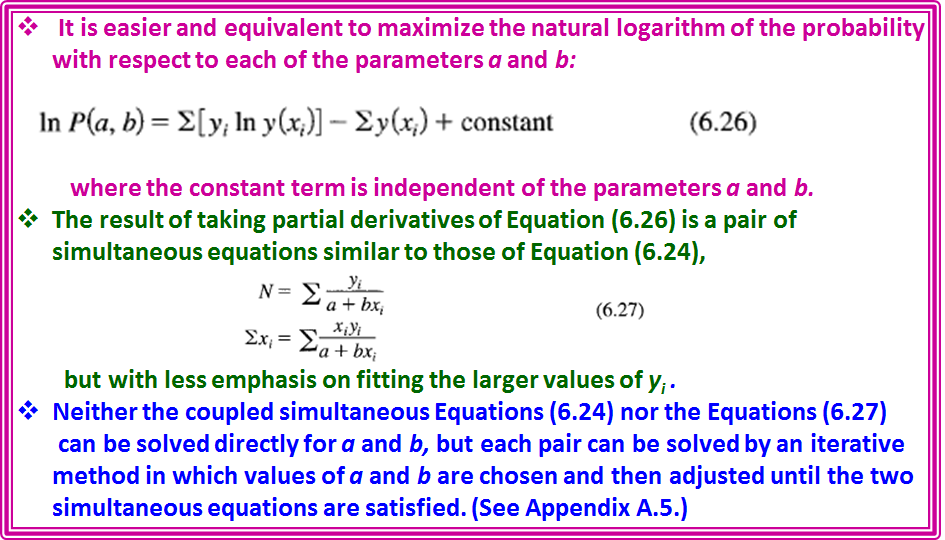 ❖ It is easier and equivalent to maximize the natural logarithm of the probability
with respect to each of the parameters a and b:
ln P(a, b) = Σ[yᵢ ln y(xᵢ)] – Σy(xᵢ) + constant (6.26)
where the constant term is independent of the parameters a and b.
❖ The result of taking partial derivatives of Equation (6.26) is a pair of
simultaneous equations similar to those of Equation (6.24),
N = Σ yᵢ / (a + bxᵢ)
(6.27)
Σxᵢ = Σ xᵢyᵢ / (a + bxᵢ)
but with less emphasis on fitting the larger values of yᵢ .
❖ Neither the coupled simultaneous Equations (6.24) nor the Equations (6.27)
can be solved directly for a and b, but each pair can be solved by an iterative
method in which values of a and b are chosen and then adjusted until the two
simultaneous equations are satisfied. (See Appendix A.5.)